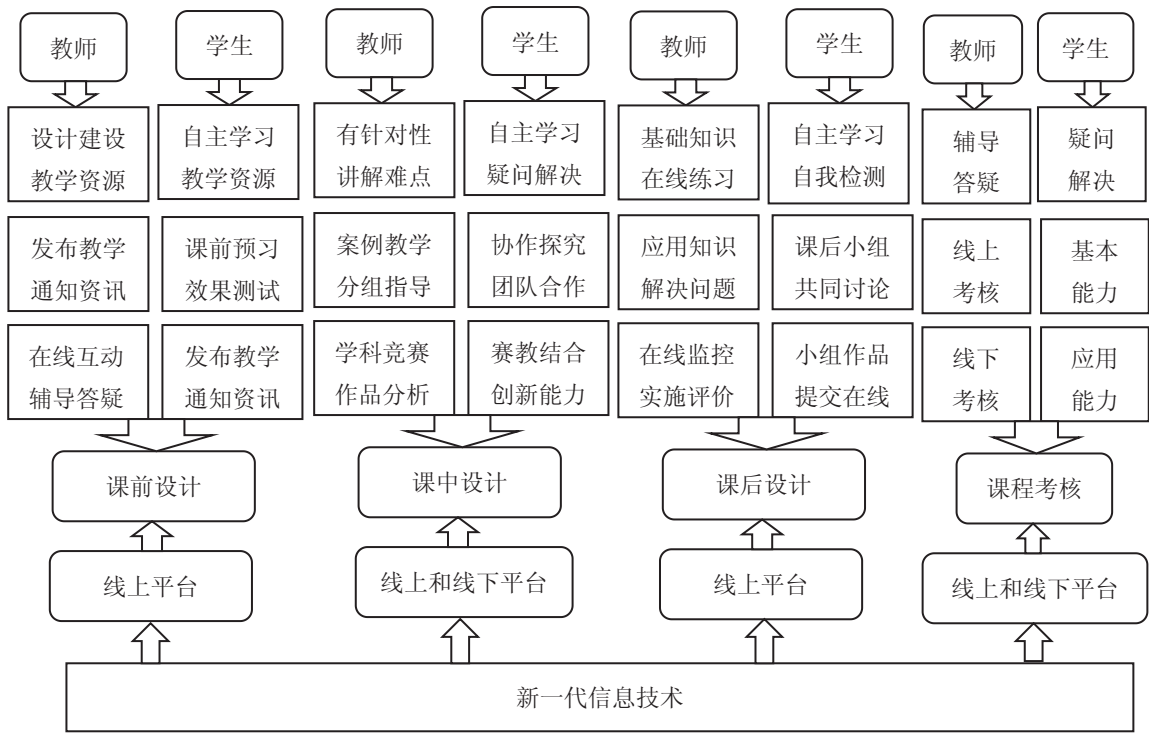 教师
学生
教师
学生
教师
学生
教师
学生
设计建设
教学资源
自主学习
教学资源
有针对性
讲解难点
自主学习
疑问解决
基础知识
在线练习
自主学习
自我检测
辅导
答疑
疑问
解决
发布教学
通知资讯
课前预习
效果测试
案例教学
分组指导
协作探究
团队合作
应用知识
解决问题
课后小组
共同讨论
线上
考核
基本
能力
在线互动
辅导答疑
发布教学
通知资讯
学科竞赛
作品分析
赛教结合
创新能力
在线监控
实施评价
小组作品
提交在线
线下
考核
应用
能力
课前设计
课中设计
课后设计
课程考核
线上平台
线上和线下平台
线上平台
线上和线下平台
新一代信息技术